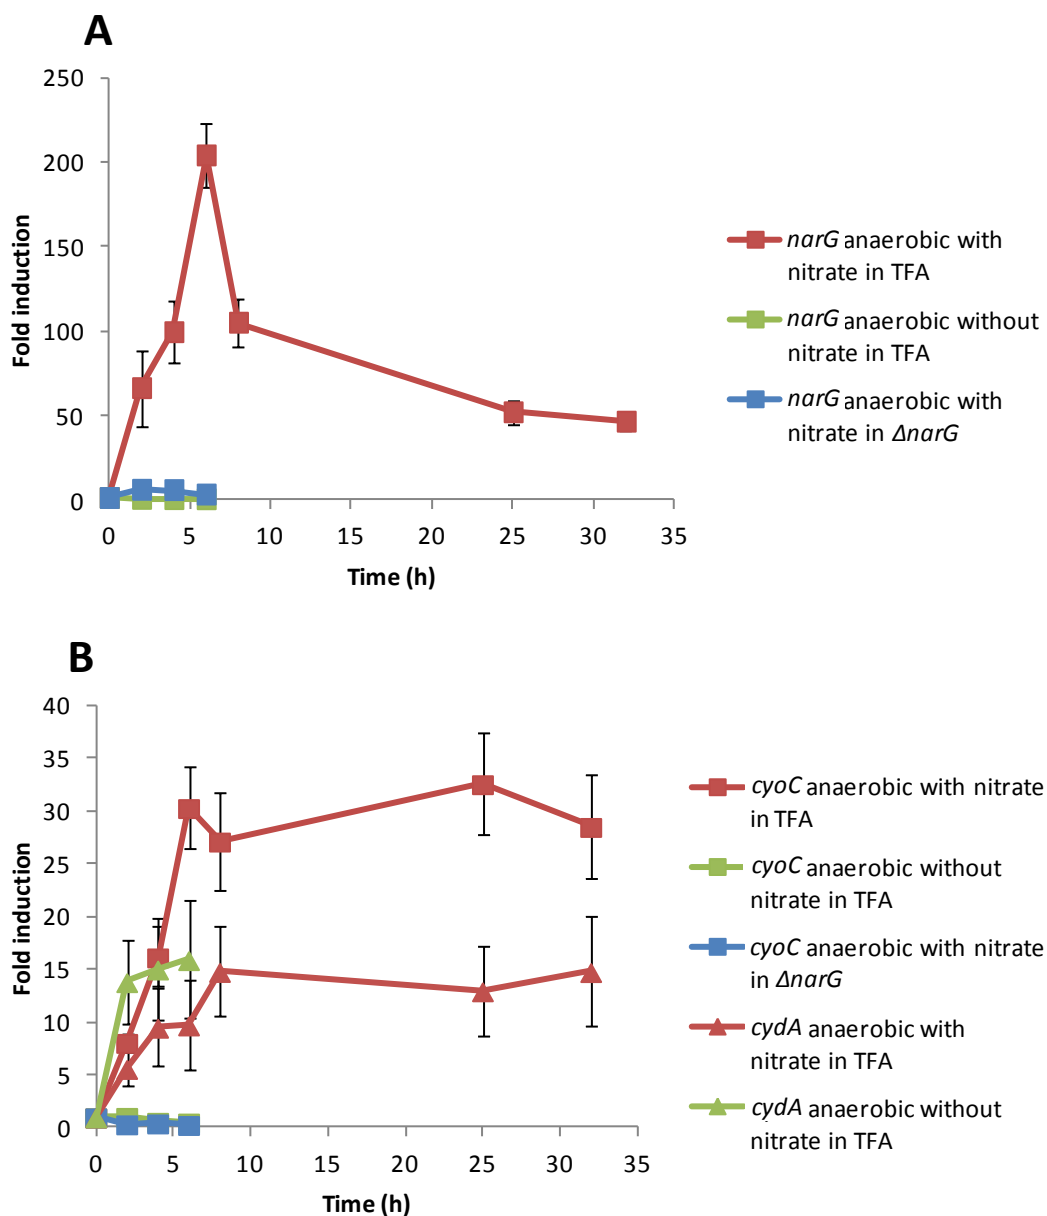 A
250
200
150
100
50
0
0 5 10 15 20 25 30 35
Fold induction
Time (h)
narG anaerobic with
nitrate in TFA
narG anaerobic without
nitrate in TFA
narG anaerobic with
nitrate in ΔnarG
B
40
35
30
25
20
15
10
5
0
0 5 10 15 20 25 30 35
Fold induction
Time (h)
cyoC anaerobic with nitrate
in TFA
cyoC anaerobic without
nitrate in TFA
cyoC anaerobic with nitrate
in ΔnarG
cydA anaerobic with
nitrate in TFA
cydA anaerobic without
nitrate in TFA